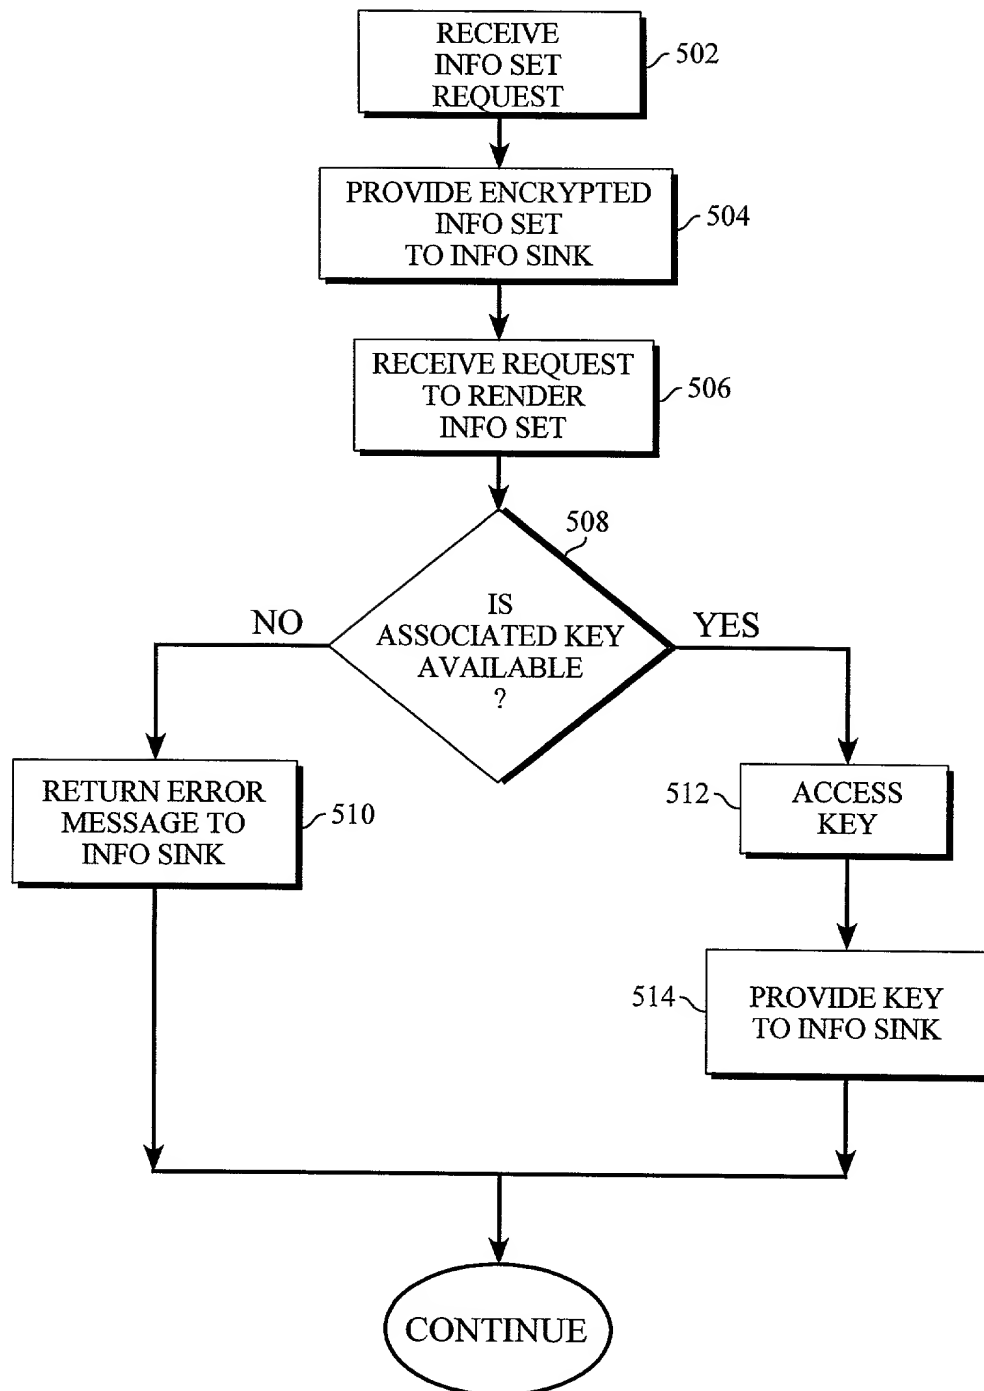 RECEIVE
INFO SET
REQUEST
502
PROVIDE ENCRYPTED
INFO SET
TO INFO SINK
504
RECEIVE REQUEST
TO RENDER
INFO SET
506
508
IS
ASSOCIATED KEY
AVAILABLE
?
NO
YES
RETURN ERROR
MESSAGE TO
INFO SINK
510
512
ACCESS
KEY
514
PROVIDE KEY
TO INFO SINK
CONTINUE